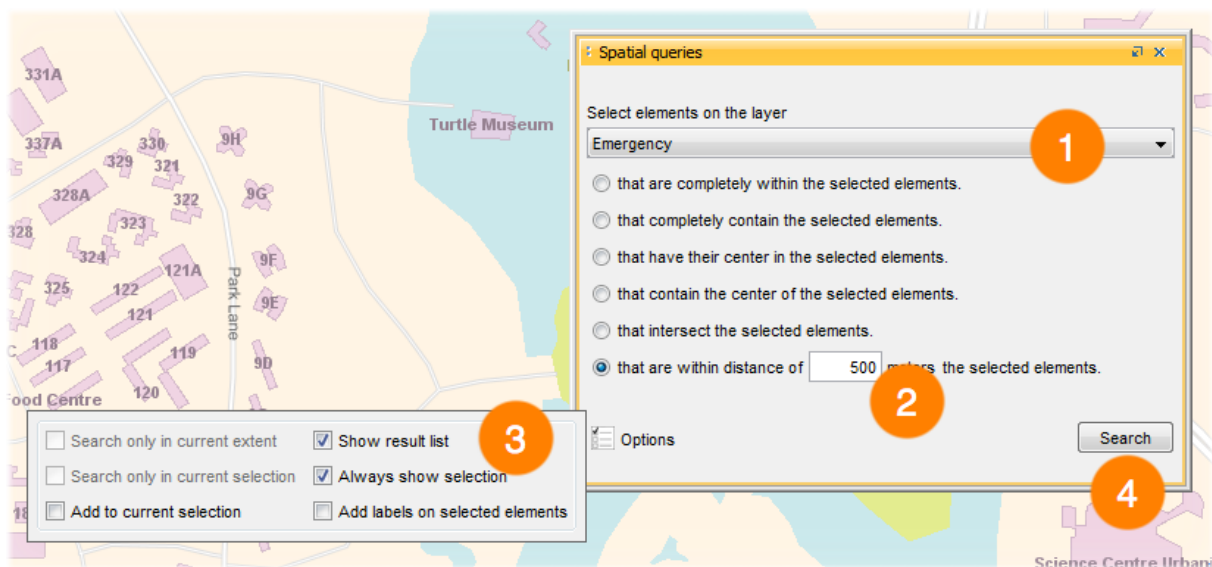 Spatial queries
Select elements on the layer
Emergency
1
that are completely within the selected elements.
that completely contain the selected elements.
that have their center in the selected elements.
that contain the center of the selected elements.
that intersect the selected elements.
that are within distance of 500 meters the selected elements.
2
Options
Search
4
Search only in current extent
Show result list
3
Search only in current selection
Always show selection
Add to current selection
Add labels on selected elements
331A
Turtle Museum
337A
330
9H
329
321
328A
322
9G
328
323
324
121A
9F
325
122
Park Lane
9E
121
118
119
117
9D
120
Food Centre
18
Science Centre Urban